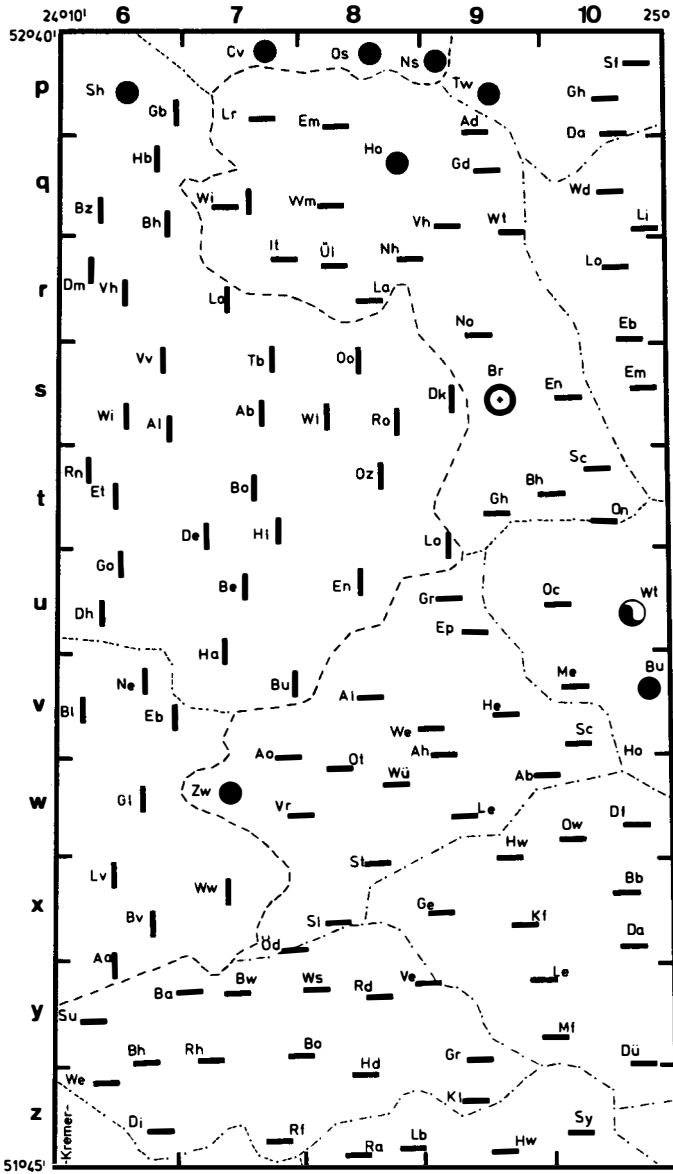 24°10' 6 7 8 9 10 25°
52°40'
Cv Os Ns
p Sh Tw Sf
Gb Lr Em Ad Gh
Da
Hb Ho Gd
q Wi Wm Wd
Bz Bh Vh Wt Li
It Ül Nh Lo
r Dm Vh La La
No Eb
Vv Tb Oo Br Em
s Wi Al Ab Wl Ro Dk En
Rn Oz Sc
t Et Bo Bh
De Hi Gh On
Go Lo
u Be En Gr Oc Wt
Dh Ep
Ha Bu
v Ne Bu Al Me
Bl Eb He
We Sc
Ao Ot Ah Ho
w Gl Zw Wü Ab
Vr Le Df
Hw Ow
Lv Ww St Bb
x Bv Ge Kf
Sl Da
Od
Aa Ve Le
y Ba Bw Ws Rd
Su Mf
Bh Rh Bo Gr Dü
We Hd
z Kl
Di Rf Lb Sy
Ra Hw
51°45'
-Kremer-